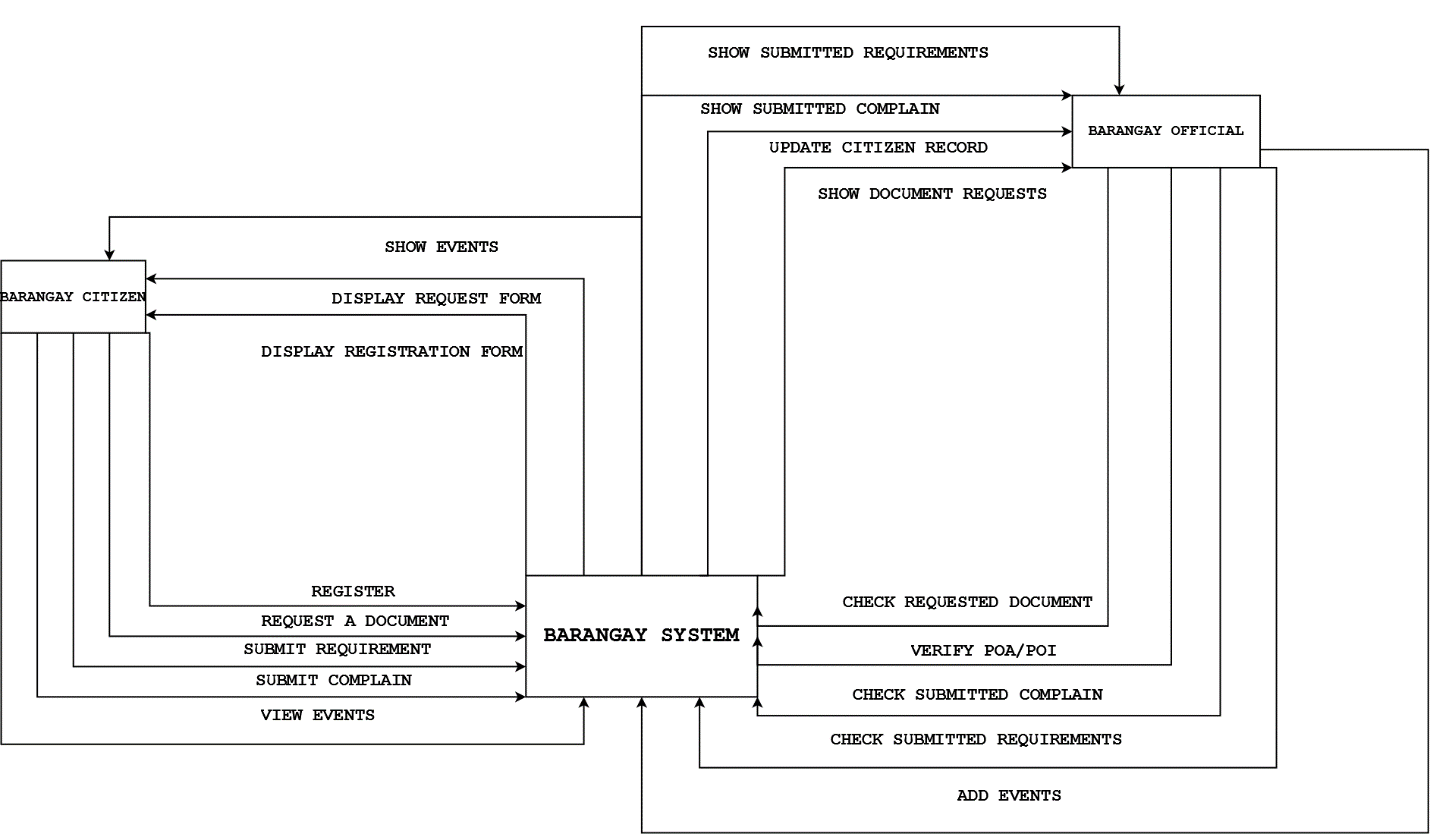 SHOW SUBMITTED REQUIREMENTS
SHOW SUBMITTED COMPLAIN
BARANGAY OFFICIAL
UPDATE CITIZEN RECORD
SHOW DOCUMENT REQUESTS
SHOW EVENTS
BARANGAY CITIZEN
DISPLAY REQUEST FORM
DISPLAY REGISTRATION FORM
REGISTER
CHECK REQUESTED DOCUMENT
REQUEST A DOCUMENT
BARANGAY SYSTEM
SUBMIT REQUIREMENT
VERIFY POA/POI
SUBMIT COMPLAIN
CHECK SUBMITTED COMPLAIN
VIEW EVENTS
CHECK SUBMITTED REQUIREMENTS
ADD EVENTS